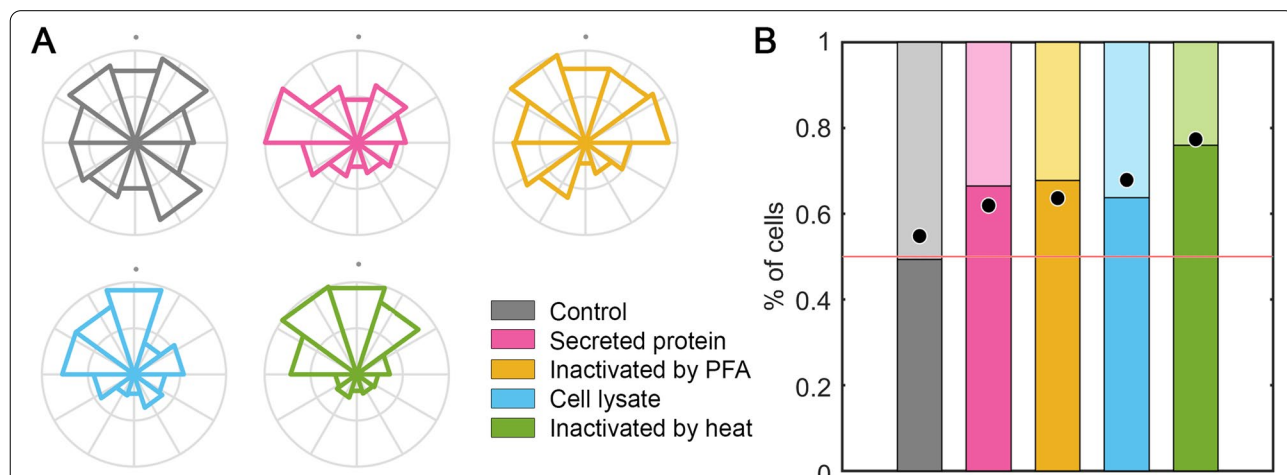 A
B
Control
Secreted protein
Inactivated by PFA
Cell lysate
Inactivated by heat
% of cells
1
0.8
0.6
0.4
0.2
0